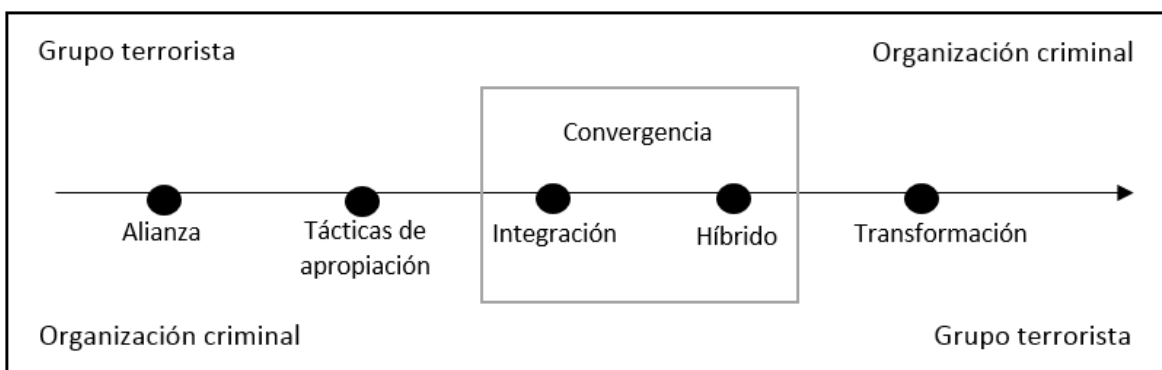 Grupo terrorista
Organización criminal
Convergencia
Alianza
Tácticas de
apropiación
Integración
Híbrido
Transformación
Organización criminal
Grupo terrorista